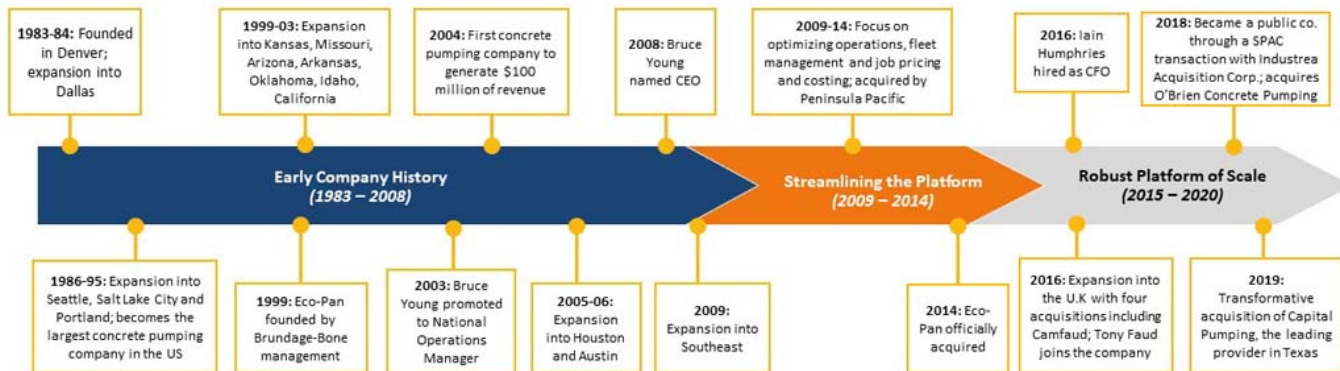 1983-84: Founded
in Denver;
expansion into
Dallas
1999-03: Expansion
into Kansas, Missouri,
Arizona, Arkansas,
Oklahoma, Idaho,
California
2004: First concrete
pumping company to
generate $100
million of revenue
2008: Bruce
Young
named CEO
2009-14: Focus on
optimizing operations, fleet
management and job pricing
and costing; acquired by
Peninsula Pacific
2016: Iain
Humphries
hired as CFO
2018: Became a public co.
through a SPAC
transaction with Industrea
Acquisition Corp.; acquires
O’Brien Concrete Pumping
Early Company History
(1983 – 2008)
Streamlining the Platform
(2009 – 2014)
Robust Platform of Scale
(2015 – 2020)
1986-95: Expansion into
Seattle, Salt Lake City and
Portland; becomes the
largest concrete pumping
company in the US
1999: Eco-Pan
founded by
Brundage-Bone
management
2003: Bruce
Young promoted
to National
Operations
Manager
2005-06:
Expansion
into Houston
and Austin
2009:
Expansion into
Southeast
2014: Eco-
Pan officially
acquired
2016: Expansion into
the U.K with four
acquisitions including
Camfaud; Tony Faud
joins the company
2019:
Transformative
acquisition of Capital
Pumping, the leading
provider in Texas